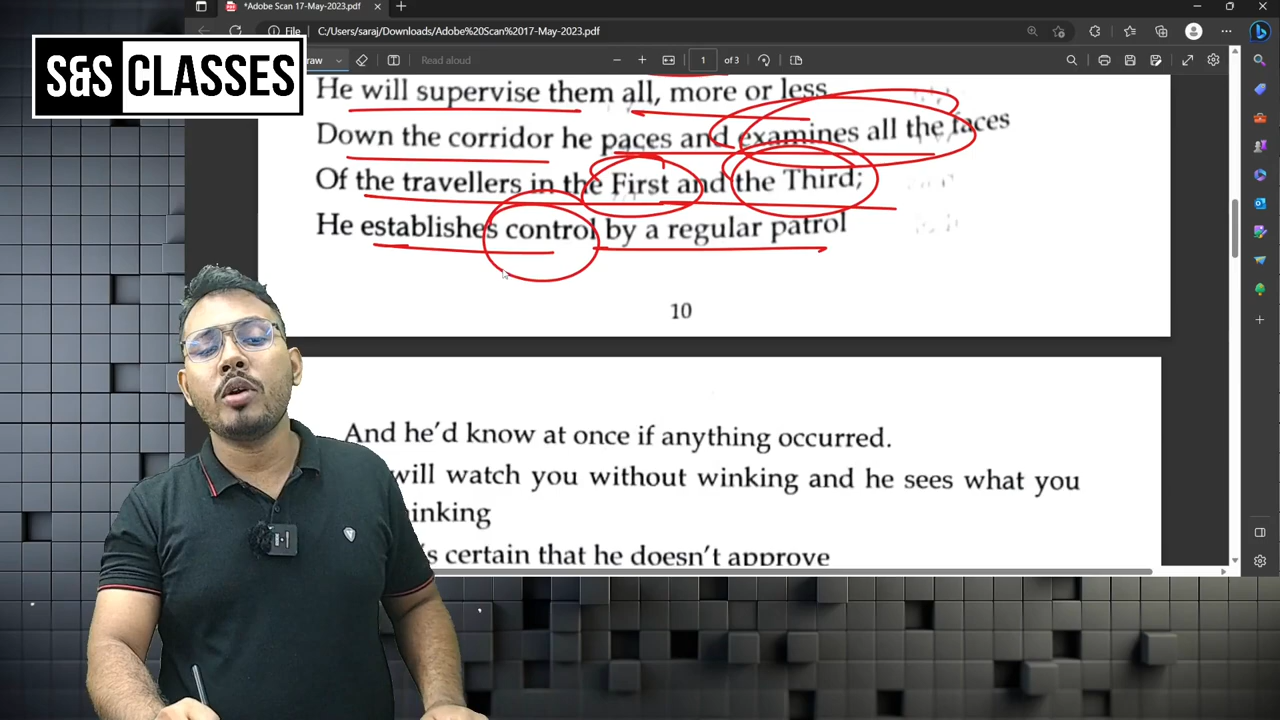 *Adobe Scan 17-May-2023.pdf
File C:/Users/saraj/Downloads/Adobe%20Scan%2017-May-2023.pdf
S&S CLASSES
Read aloud
1 of 3
He will supervise them all, more or less
Down the corridor he paces and examines all the faces
Of the travellers in the First and the Third;
He establishes control by a regular patrol
10
And he'd know at once if anything occurred.
will watch you without winking and he sees what you
certain that he doesn't approve